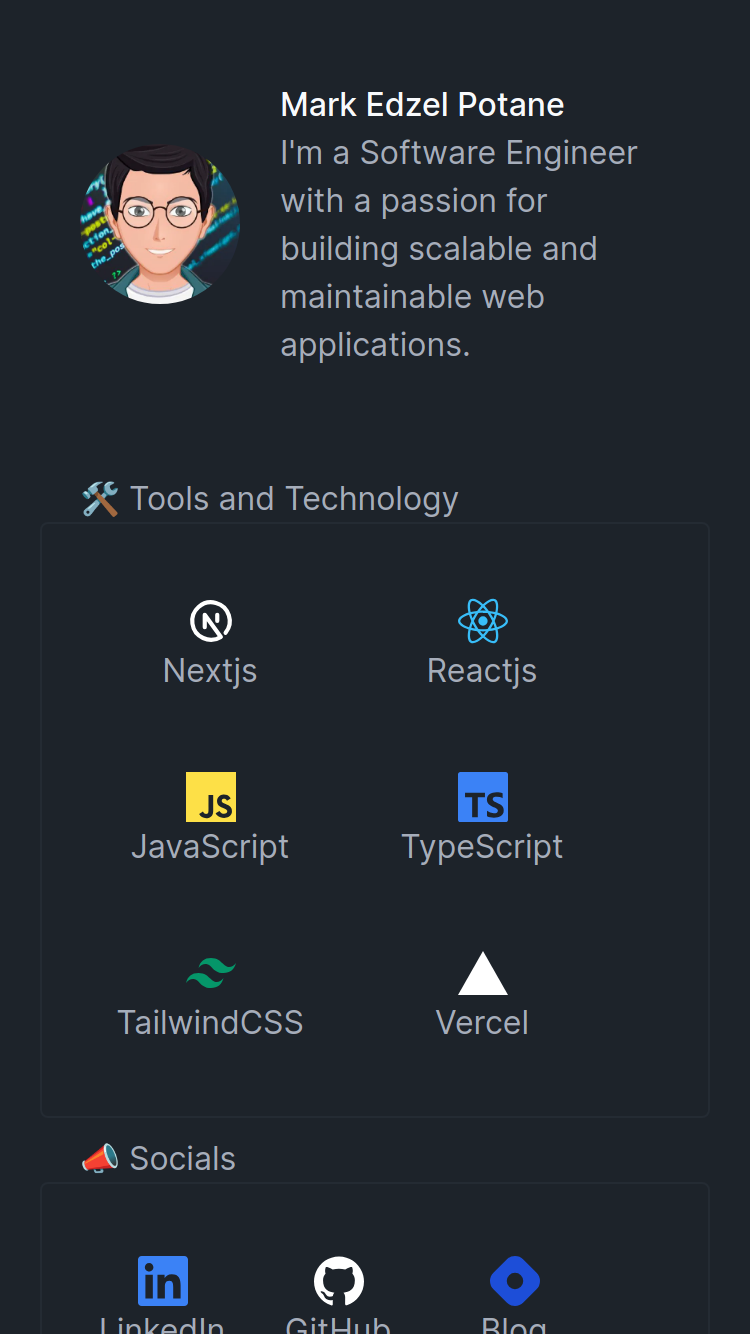 Mark Edzel Potane
I'm a Software Engineer
with a passion for
building scalable and
maintainable web
applications.
🛠️ Tools and Technology
Nextjs
Reactjs
JS
TS
JavaScript
TypeScript
TailwindCSS
Vercel
📣 Socials
in
LinkedIn
GitHub
Blog